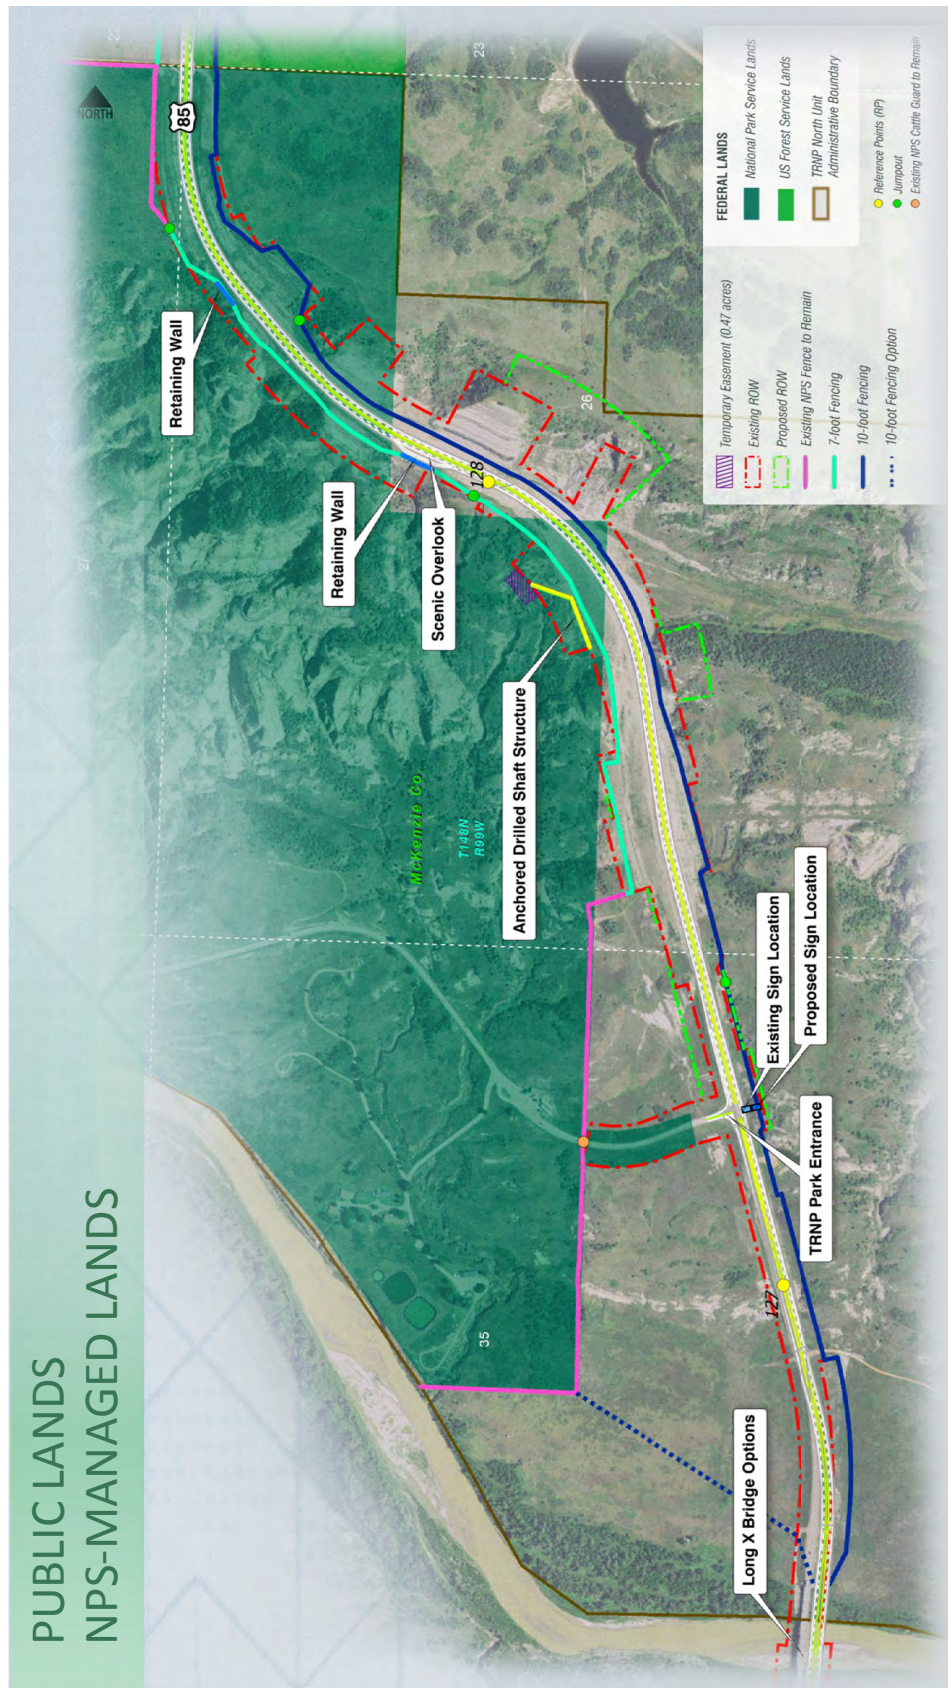 PUBLIC LANDS
NPS-MANAGED LANDS
NORTH
22
23
85
Retaining Wall
27
26
128
Retaining Wall
Scenic Overlook
Anchored Drilled Shaft Structure
McKenzie Co.
T148N
R99W
Existing Sign Location
Proposed Sign Location
TRNP Park Entrance
127
35
Long X Bridge Options
Temporary Easement (0.47 acres)
Existing ROW
Proposed ROW
Existing NPS Fence to Remain
7-foot Fencing
10-foot Fencing
10-foot Fencing Option
FEDERAL LANDS
National Park Service Lands
US Forest Service Lands
TRNP North Unit
Administrative Boundary
Reference Points (RP)
Jumpout
Existing NPS Cattle Guard to Remain